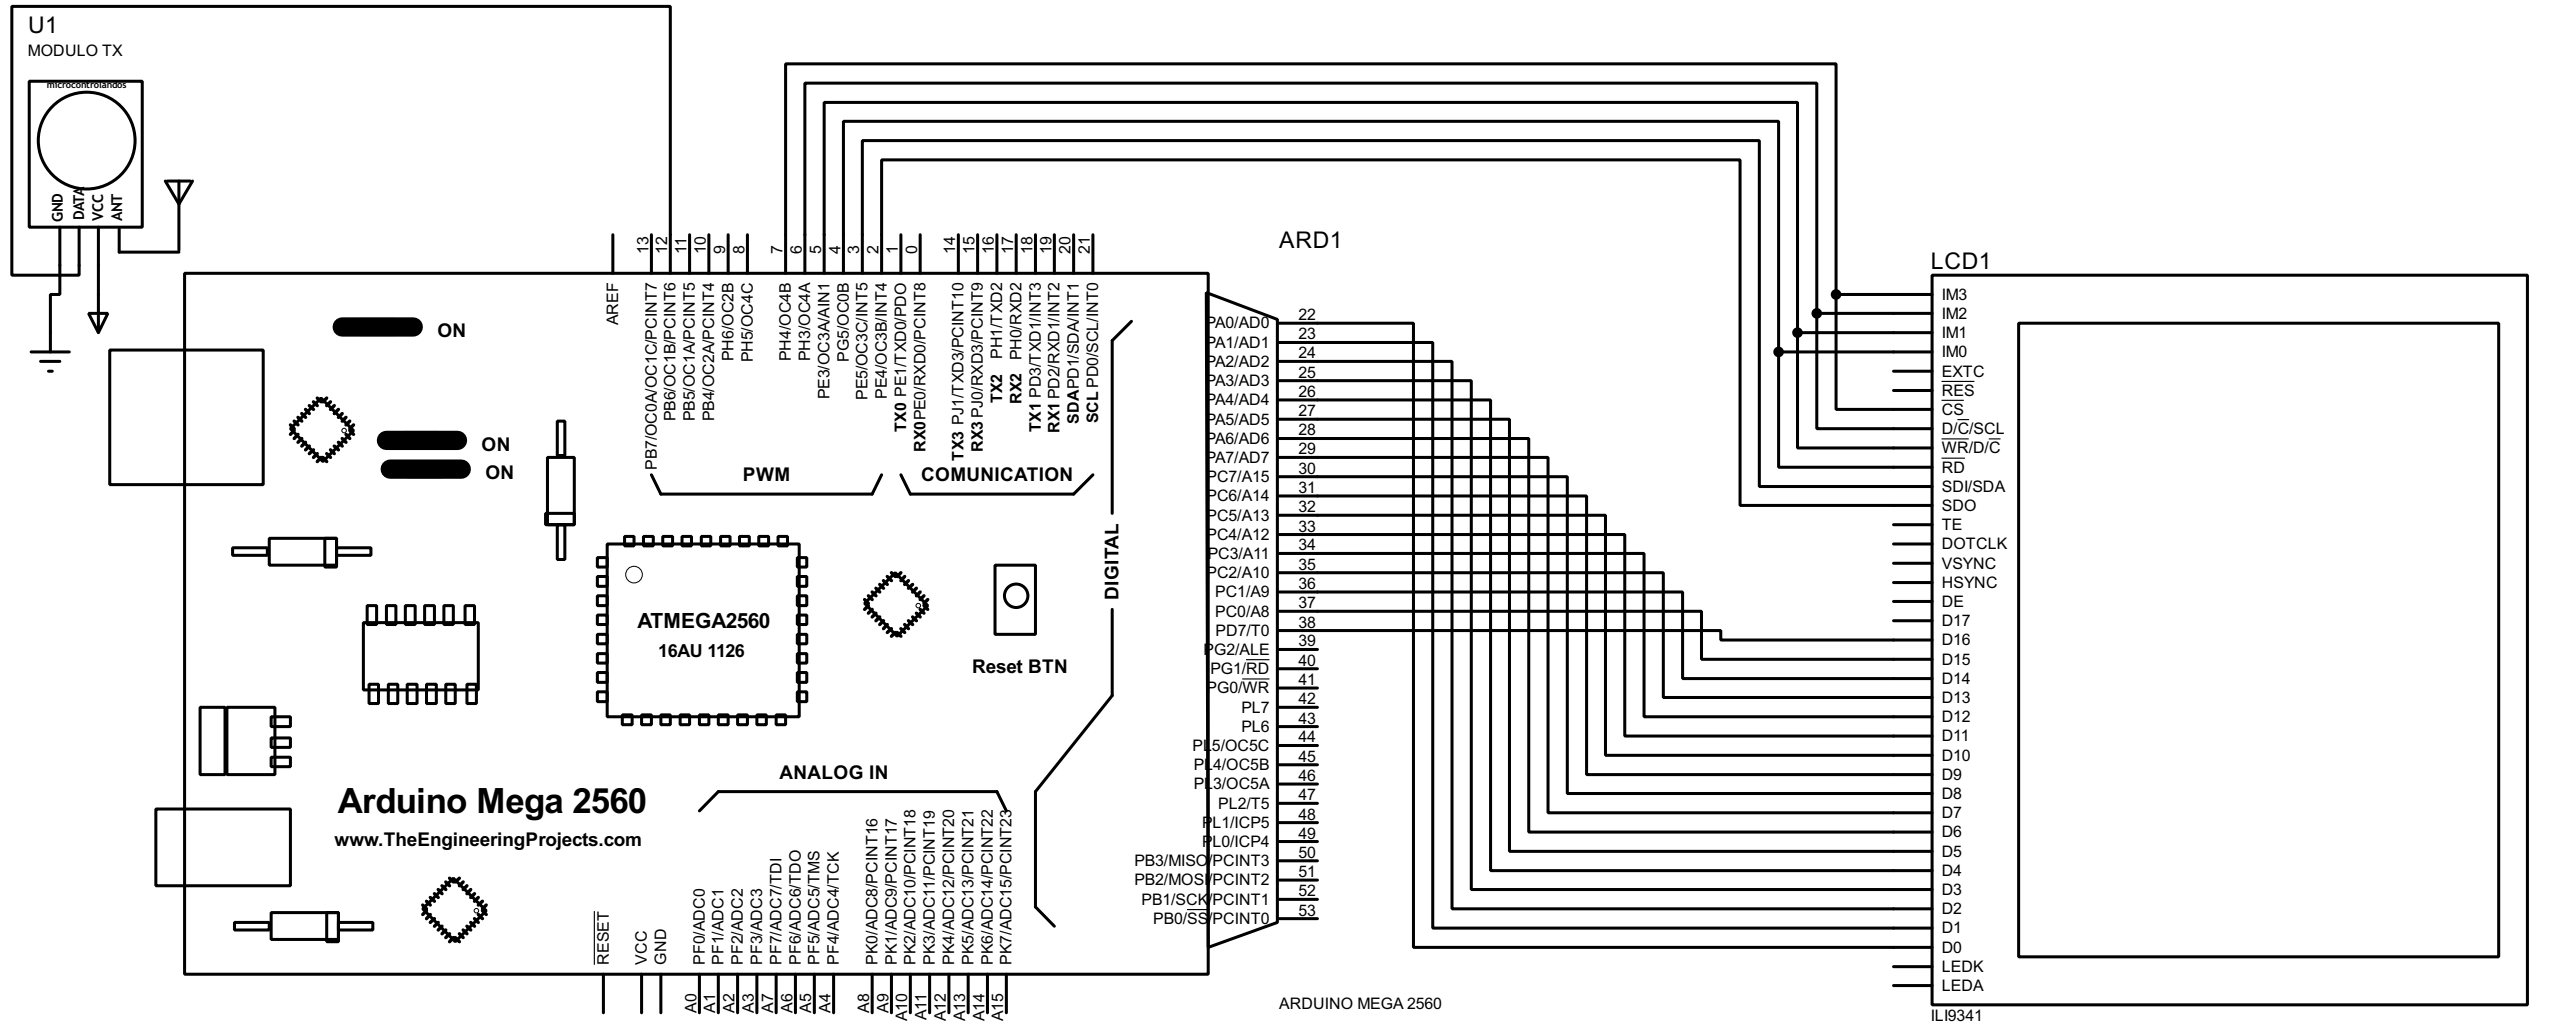 U1
MODULO TX
microcontrolandos
GND
DATA
VCC
ANT
ARD1
LCD1
AREF
13
12
11
10
9
8
7
6
5
4
3
2
1
0
14
15
16
17
18
19
20
21
PB7/OC0A/OC1C/PCINT7
PB6/OC1B/PCINT6
PB5/OC1A/PCINT5
PB4/OC2A/PCINT4
PH6/OC2B
PH5/OC4C
PH4/OC4B
PH3/OC4A
PE3/OC3A/AIN1
PG5/OC0B
PE5/OC3C/INT5
PE4/OC3B/INT4
TX0 PE1/TXD0/PDO
RX0 PE0/RXD0/PCINT8
TX3 PJ1/TXD3/PCINT10
RX3 PJ0/RXD3/PCINT9
TX2 PH1/TXD2
RX2 PH0/RXD2
TX1 PD3/TXD1/INT3
RX1 PD2/RXD1/INT2
SDA PD1/SDA/INT1
SCL PD0/SCL/INT0
ON
ON
ON
PWM
COMUNICATION
DIGITAL
ATMEGA2560
16AU 1126
Reset BTN
ANALOG IN
Arduino Mega 2560
www.TheEngineeringProjects.com
PA0/AD0 22
PA1/AD1 23
PA2/AD2 24
PA3/AD3 25
PA4/AD4 26
PA5/AD5 27
PA6/AD6 28
PA7/AD7 29
PC7/A15 30
PC6/A14 31
PC5/A13 32
PC4/A12 33
PC3/A11 34
PC2/A10 35
PC1/A9 36
PC0/A8 37
PD7/T0 38
PG2/ALE 39
PG1/RD 40
PG0/WR 41
PL7 42
PL6 43
PL5/OC5C 44
PL4/OC5B 45
PL3/OC5A 46
PL2/T5 47
PL1/ICP5 48
PL0/ICP4 49
PB3/MISO/PCINT3 50
PB2/MOSI/PCINT2 51
PB1/SCK/PCINT1 52
PB0/SS/PCINT0 53
RESET
VCC
GND
PF0/ADC0
PF1/ADC1
PF2/ADC2
PF3/ADC3
PF7/ADC7/TDI
PF6/ADC6/TDO
PF5/ADC5/TMS
PF4/ADC4/TCK
PK0/ADC8/PCINT16
PK1/ADC9/PCINT17
PK2/ADC10/PCINT18
PK3/ADC11/PCINT19
PK4/ADC12/PCINT20
PK5/ADC13/PCINT21
PK6/ADC14/PCINT22
PK7/ADC15/PCINT23
A0
A1
A2
A3
A7
A6
A5
A4
A8
A9
A10
A11
A12
A13
A14
A15
ARDUINO MEGA 2560
IM3
IM2
IM1
IM0
EXTC
RES
CS
D/C/SCL
WR/D/C
RD
SDI/SDA
SDO
TE
DOTCLK
VSYNC
HSYNC
DE
D17
D16
D15
D14
D13
D12
D11
D10
D9
D8
D7
D6
D5
D4
D3
D2
D1
D0
LEDK
LEDA
ILI9341